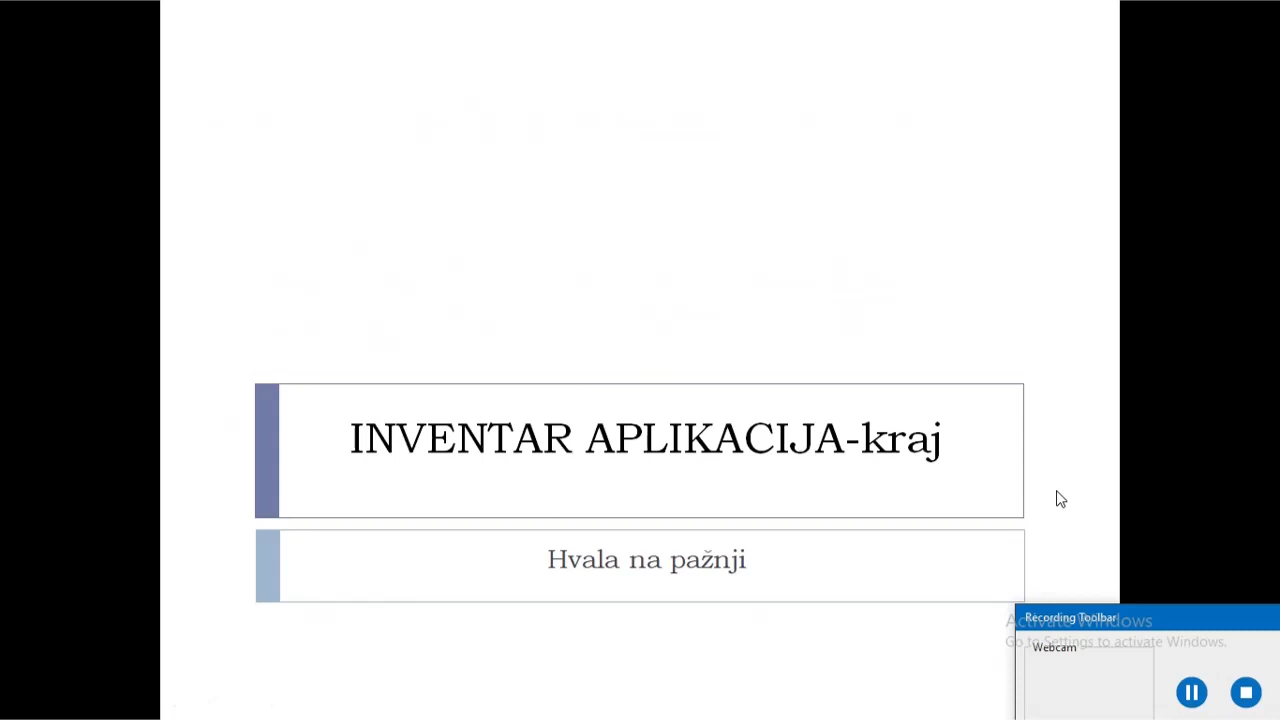 INVENTAR APLIKACIJA-kraj
Hvala na pažnji
Recording Toolbar
Activate Windows
Go to Settings to activate Windows.
Webcam